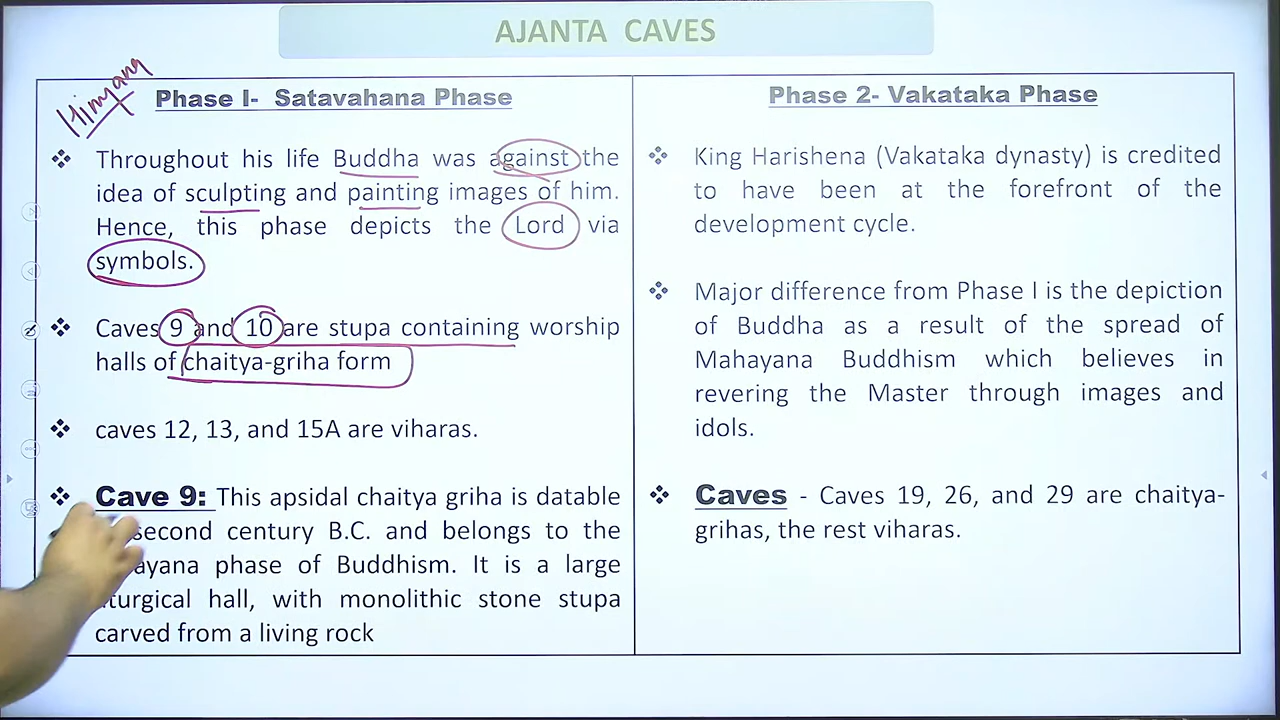 AJANTA CAVES
Hinyang
Phase I- Satavahana Phase
❖ Throughout his life Buddha was against the
idea of sculpting and painting images of him.
Hence, this phase depicts the Lord via
symbols.
❖ Caves 9 and 10 are stupa containing worship
halls of chaitya-griha form
❖ caves 12, 13, and 15A are viharas.
❖ Cave 9: This apsidal chaitya griha is datable
second century B.C. and belongs to the
ayana phase of Buddhism. It is a large
turgical hall, with monolithic stone stupa
carved from a living rock
Phase 2- Vakataka Phase
❖ King Harishena (Vakataka dynasty) is credited
to have been at the forefront of the
development cycle.
❖ Major difference from Phase I is the depiction
of Buddha as a result of the spread of
Mahayana Buddhism which believes in
revering the Master through images and
idols.
❖ Caves - Caves 19, 26, and 29 are chaitya-
grihas, the rest viharas.